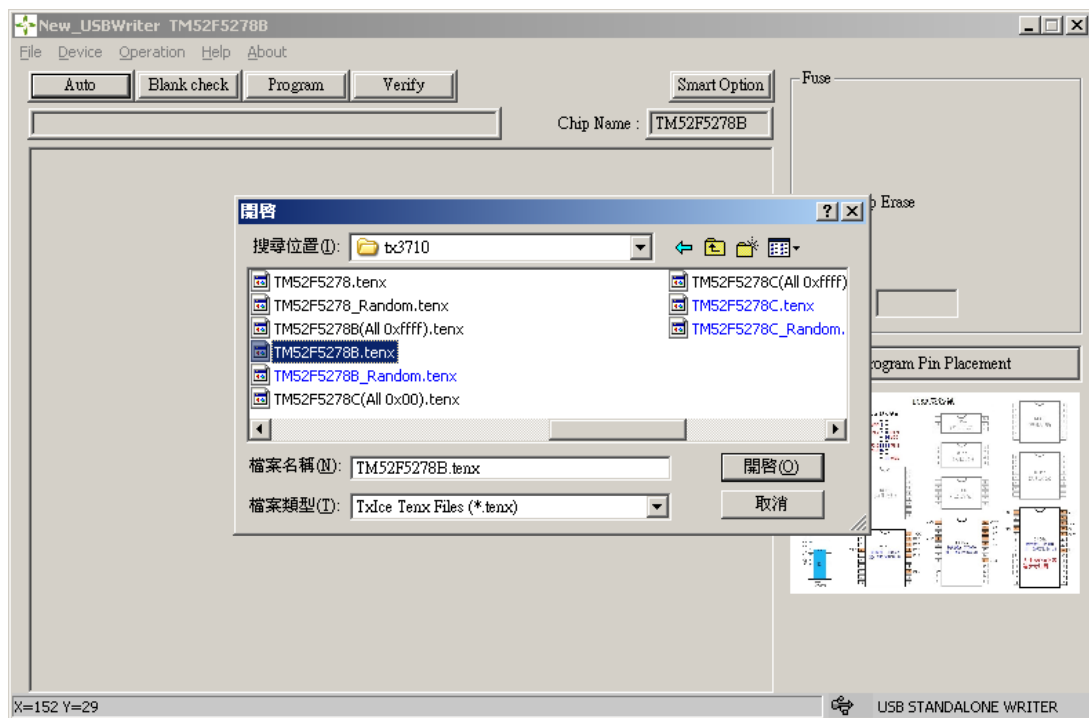 New_USBWriter TM52F5278B
File Device Operation Help About
Auto Blank check Program Verify Smart Option
Chip Name : TM52F5278B
Fuse
Erase
開啓
搜尋位置(I): tx3710
TM52F5278.tenx
TM52F5278_Random.tenx
TM52F5278B(All 0xffff).tenx
TM52F5278B.tenx
TM52F5278B_Random.tenx
TM52F5278C(All 0x00).tenx
TM52F5278C(All 0xffff)
TM52F5278C.tenx
TM52F5278C_Random.
檔案名稱(N): TM52F5278B.tenx 開啓(O)
檔案類型(T): TxIce Tenx Files (*.tenx) 取消
rogram Pin Placement
X=152 Y=29
USB STANDALONE WRITER